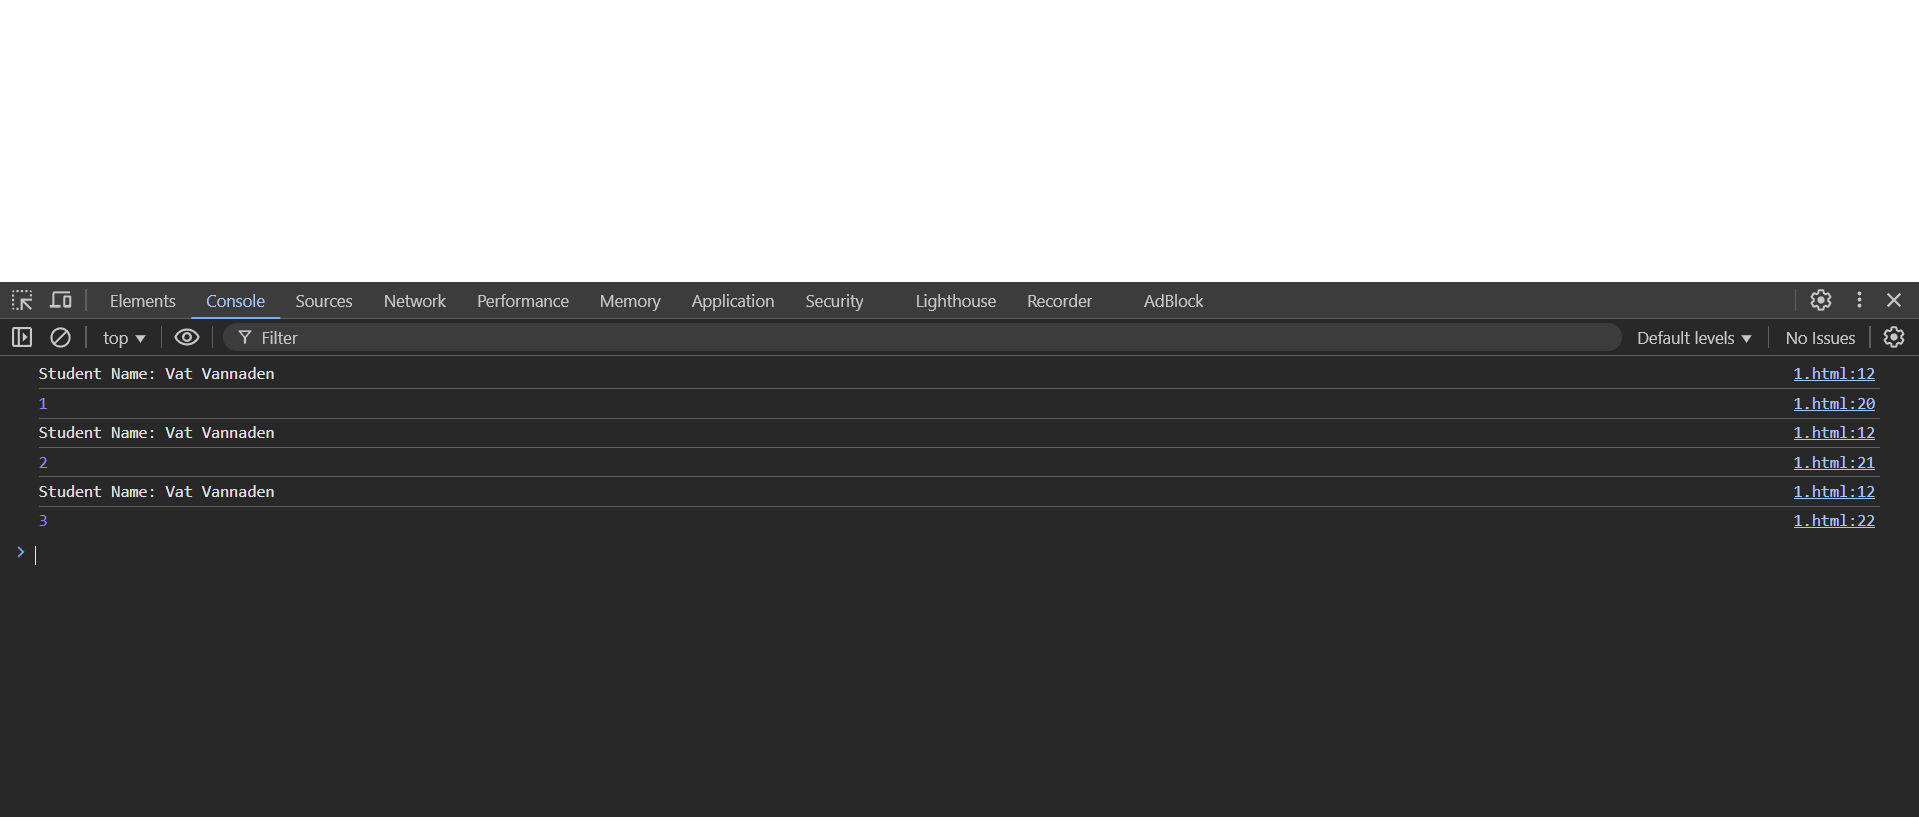 Elements Console Sources Network Performance Memory Application Security Lighthouse Recorder AdBlock
top Filter Default levels No Issues
Student Name: Vat Vannaden 1.html:12
1 1.html:20
Student Name: Vat Vannaden 1.html:12
2 1.html:21
Student Name: Vat Vannaden 1.html:12
3 1.html:22